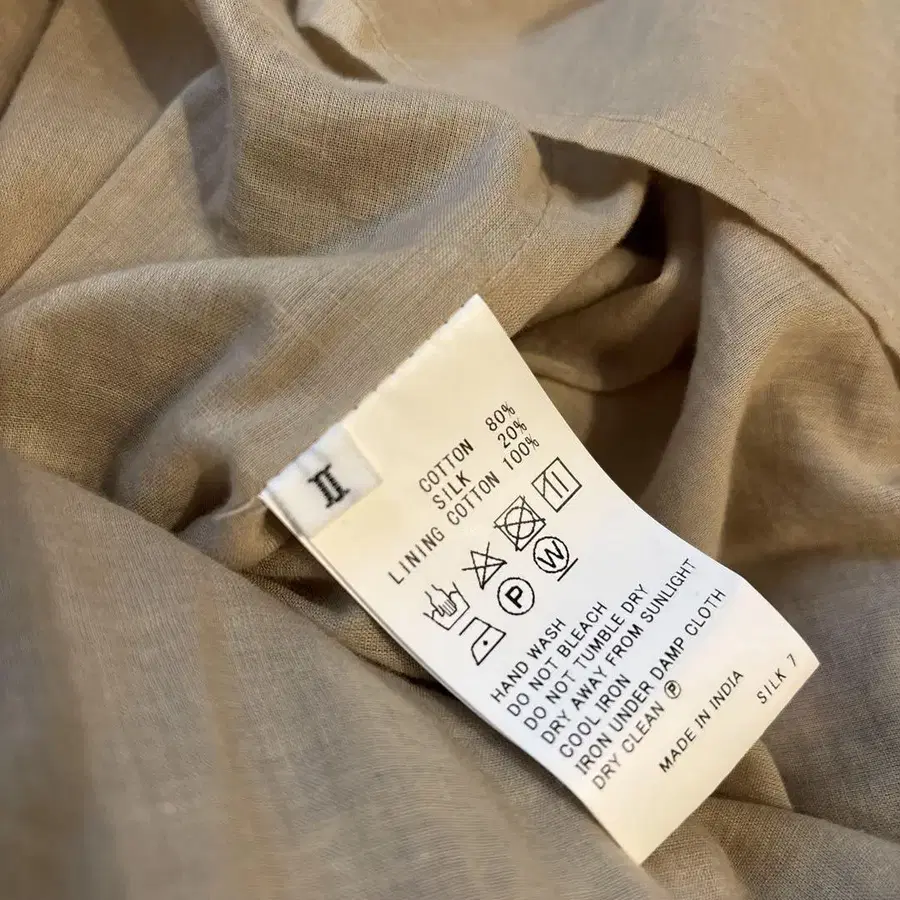 II
COTTON 80%
SILK 20%
LINING COTTON 100%
P W
HAND WASH
DO NOT BLEACH
DO NOT TUMBLE DRY
DRY AWAY FROM SUNLIGHT
COOL IRON
IRON UNDER DAMP CLOTH
DRY CLEAN Ⓟ
MADE IN INDIA
SILK 7